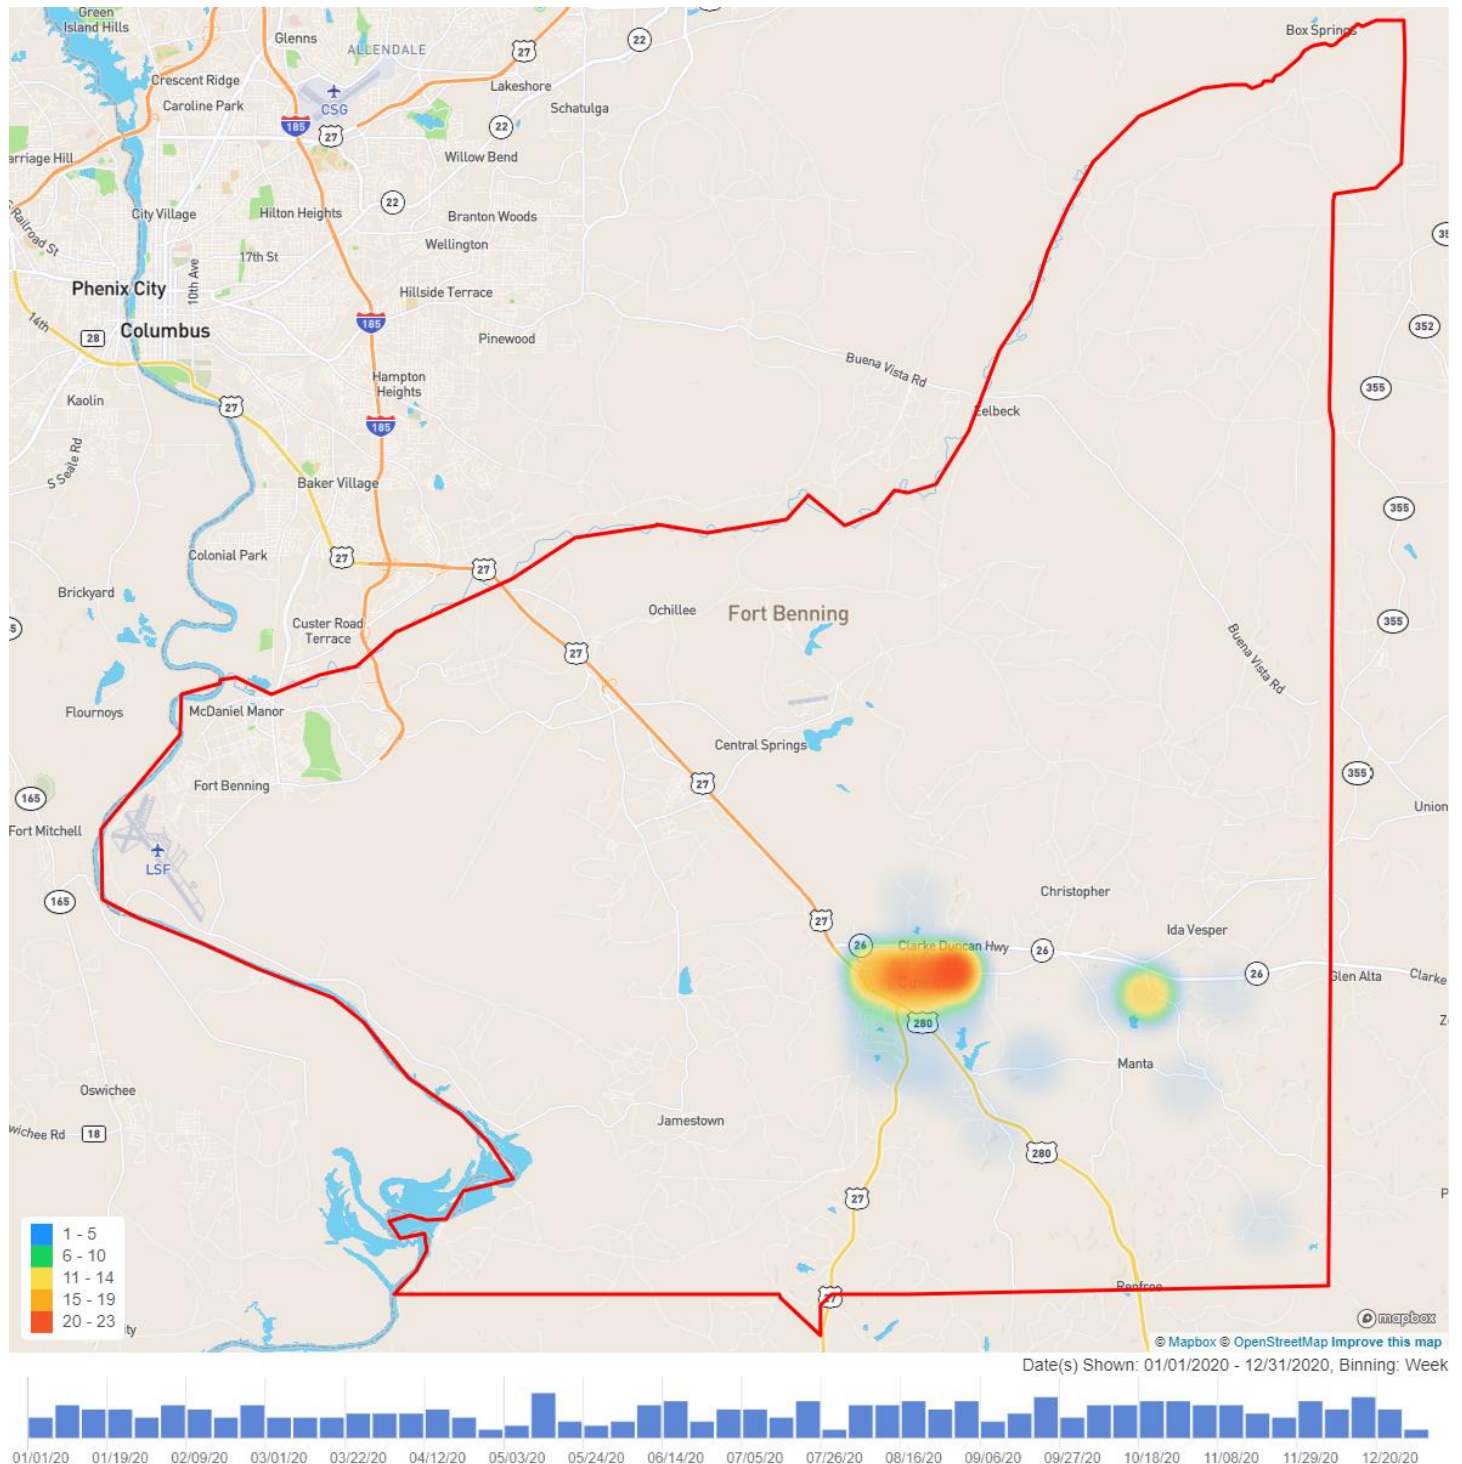 Green
Island Hills
Glenns
ALLENDALE
27
22
Box Springs
Crescent Ridge
Caroline Park
CSG
Lakeshore
Schatulga
185
27
22
Willow Bend
arriage Hill
S Railroad St
City Village
Hilton Heights
22
Branton Woods
Wellington
17th St
10th Ave
35
Phenix City
Hillside Terrace
14th
28
Columbus
185
Pinewood
352
Buena Vista Rd
Hampton
Heights
355
Kaolin
27
185
Eelbeck
S Seale Rd
Baker Village
355
Colonial Park
27
27
Brickyard
Ochillee
Fort Benning
5
Custer Road
Terrace
27
355
Buena Vista Rd
Flournoys
McDaniel Manor
Central Springs
Fort Benning
27
355
165
Union
Fort Mitchell
LSF
165
Christopher
27
Ida Vesper
26
Clarke Duncan Hwy
26
26
Glen Alta
Clarke
280
Z
Manta
Oswichee
Jamestown
wichee Rd
18
280
27
P
1 - 5
6 - 10
11 - 14
15 - 19
20 - 23
ity
27
Renfroe
mapbox
© Mapbox © OpenStreetMap Improve this map
Date(s) Shown: 01/01/2020 - 12/31/2020, Binning: Week
01/01/20 01/19/20 02/09/20 03/01/20 03/22/20 04/12/20 05/03/20 05/24/20 06/14/20 07/05/20 07/26/20 08/16/20 09/06/20 09/27/20 10/18/20 11/08/20 11/29/20 12/20/20